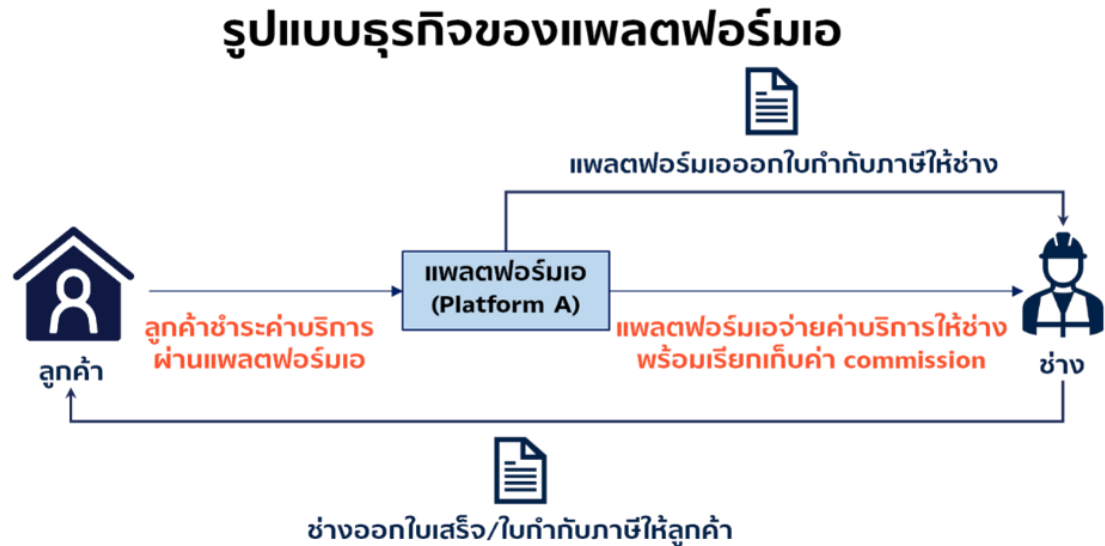 รูปแบบธุรกิจของแพลตฟอร์มเอ
แพลตฟอร์มเอออกใบกำกับภาษีให้ช่าง
แพลตฟอร์มเอ
(Platform A)
ลูกค้าชำระค่าบริการ
ผ่านแพลตฟอร์มเอ
แพลตฟอร์มเอจ่ายค่าบริการให้ช่าง
พร้อมเรียกเก็บค่า commission
ลูกค้า
ช่าง
ช่างออกใบเสร็จ/ใบกำกับภาษีให้ลูกค้า